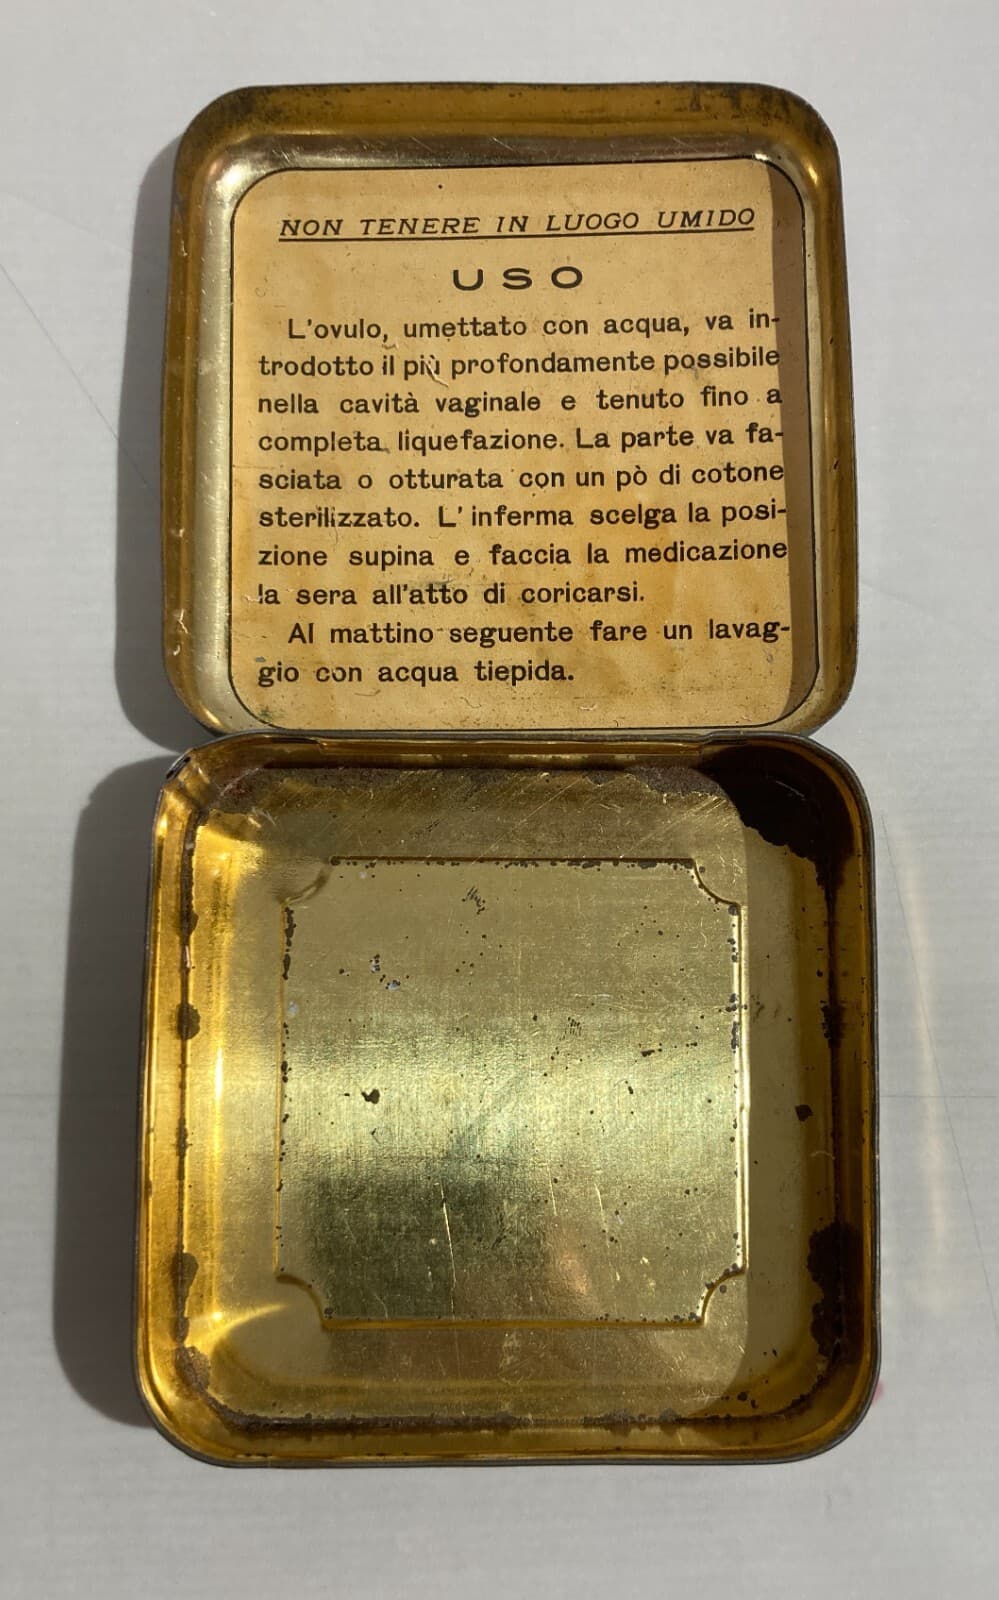 NON TENERE IN LUOGO UMIDO
USO
L'ovulo, umettato con acqua, va in-
trodotto il più profondamente possibile
nella cavità vaginale e tenuto fino a
completa liquefazione. La parte va fa-
sciata o otturata con un pò di cotone
sterilizzato. L' inferma scelga la posi-
zione supina e faccia la medicazione
la sera all'atto di coricarsi.
Al mattino seguente fare un lavag-
gio con acqua tiepida.